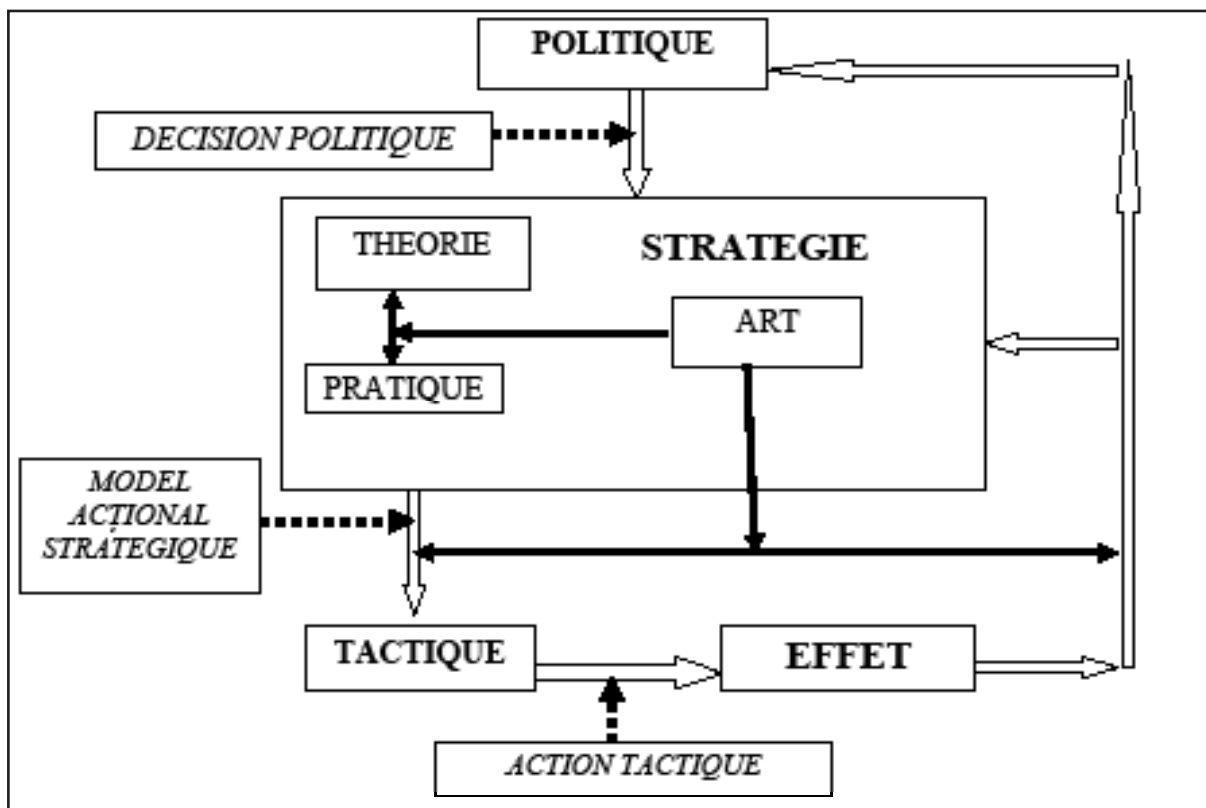 POLITIQUE
DECISION POLITIQUE
THEORIE
STRATEGIE
ART
PRATIQUE
MODEL
ACȚIONAL
STRATEGIQUE
TACTIQUE
EFFET
ACTION TACTIQUE